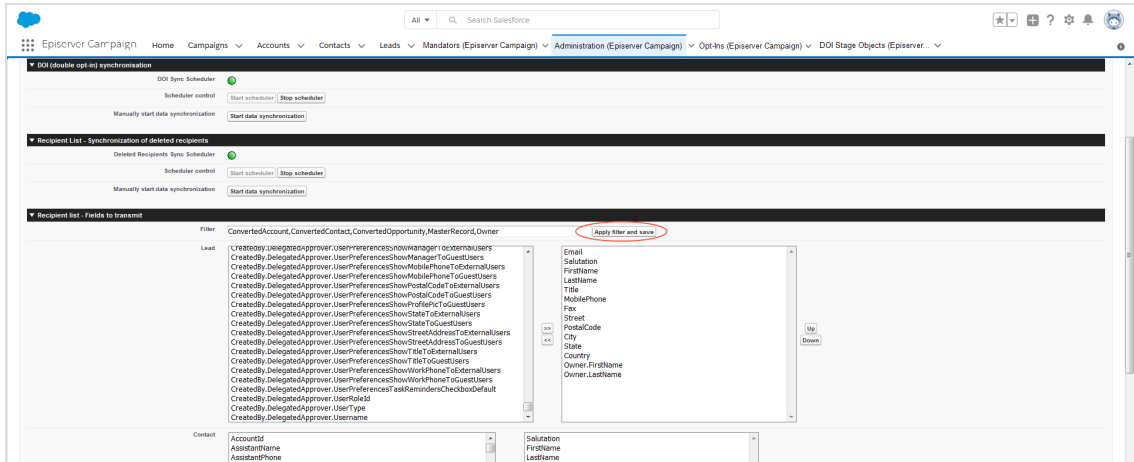 All
Search Salesforce
Episerver Campaign Home Campaigns Accounts Contacts Leads Mandators (Episerver Campaign) Administration (Episerver Campaign) Opt-Ins (Episerver Campaign) DOI Stage Objects (Episerver...
DOI (double opt-in) synchronisation
DOI Sync Scheduler
Scheduler control Start scheduler Stop scheduler
Manually start data synchronization Start data synchronization
Recipient List - Synchronization of deleted recipients
Deleted Recipients Sync Scheduler
Scheduler control Start scheduler Stop scheduler
Manually start data synchronization Start data synchronization
Recipient list - Fields to transmit
Filter ConvertedAccount,ConvertedContact,ConvertedOpportunity,MasterRecord,Owner Apply filter and save
Lead
CreatedBy.DelegatedApprover.UserPreferencesShowManagerToExternalUsers
CreatedBy.DelegatedApprover.UserPreferencesShowManagerToGuestUsers
CreatedBy.DelegatedApprover.UserPreferencesShowMobilePhoneToExternalUsers
CreatedBy.DelegatedApprover.UserPreferencesShowMobilePhoneToGuestUsers
CreatedBy.DelegatedApprover.UserPreferencesShowPostalCodeToExternalUsers
CreatedBy.DelegatedApprover.UserPreferencesShowPostalCodeToGuestUsers
CreatedBy.DelegatedApprover.UserPreferencesShowProfilePicToGuestUsers
CreatedBy.DelegatedApprover.UserPreferencesShowStateToExternalUsers
CreatedBy.DelegatedApprover.UserPreferencesShowStateToGuestUsers
CreatedBy.DelegatedApprover.UserPreferencesShowStreetAddressToExternalUsers
CreatedBy.DelegatedApprover.UserPreferencesShowStreetAddressToGuestUsers
CreatedBy.DelegatedApprover.UserPreferencesShowTitleToExternalUsers
CreatedBy.DelegatedApprover.UserPreferencesShowTitleToGuestUsers
CreatedBy.DelegatedApprover.UserPreferencesShowWorkPhoneToExternalUsers
CreatedBy.DelegatedApprover.UserPreferencesShowWorkPhoneToGuestUsers
CreatedBy.DelegatedApprover.UserPreferencesTaskRemindersCheckboxDefault
CreatedBy.DelegatedApprover.UserRoleId
CreatedBy.DelegatedApprover.UserType
CreatedBy.DelegatedApprover.Username
>>
<<
Email
Salutation
FirstName
LastName
Title
MobilePhone
Fax
Street
PostalCode
City
State
Country
Owner.FirstName
Owner.LastName
Up
Down
Contact
AccountId
AssistantName
AssistantPhone
Salutation
FirstName
LastName